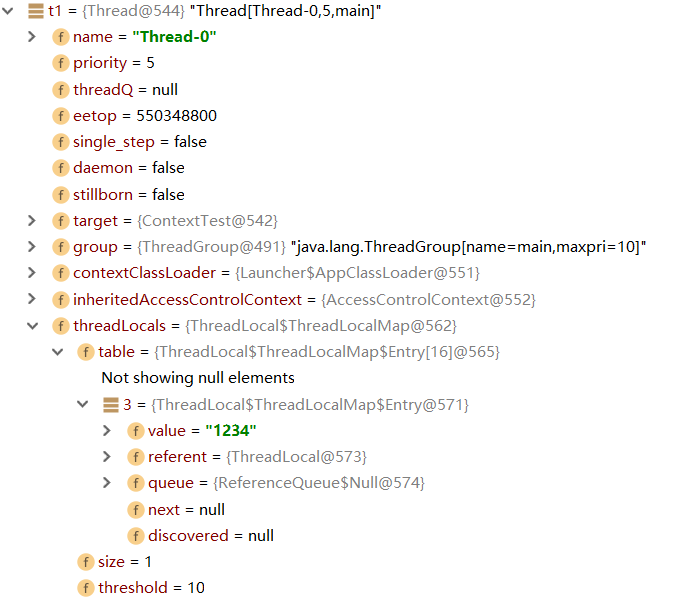 t1 = {Thread@544} "Thread[Thread-0,5,main]"
f name = "Thread-0"
f priority = 5
f threadQ = null
f eetop = 550348800
f single_step = false
f daemon = false
f stillborn = false
f target = {ContextTest@542}
f group = {ThreadGroup@491} "java.lang.ThreadGroup[name=main,maxpri=10]"
f contextClassLoader = {Launcher$AppClassLoader@551}
f inheritedAccessControlContext = {AccessControlContext@552}
f threadLocals = {ThreadLocal$ThreadLocalMap@562}
f table = {ThreadLocal$ThreadLocalMap$Entry[16]@565}
Not showing null elements
3 = {ThreadLocal$ThreadLocalMap$Entry@571}
f value = "1234"
f referent = {ThreadLocal@573}
f queue = {ReferenceQueue$Null@574}
f next = null
f discovered = null
f size = 1
f threshold = 10